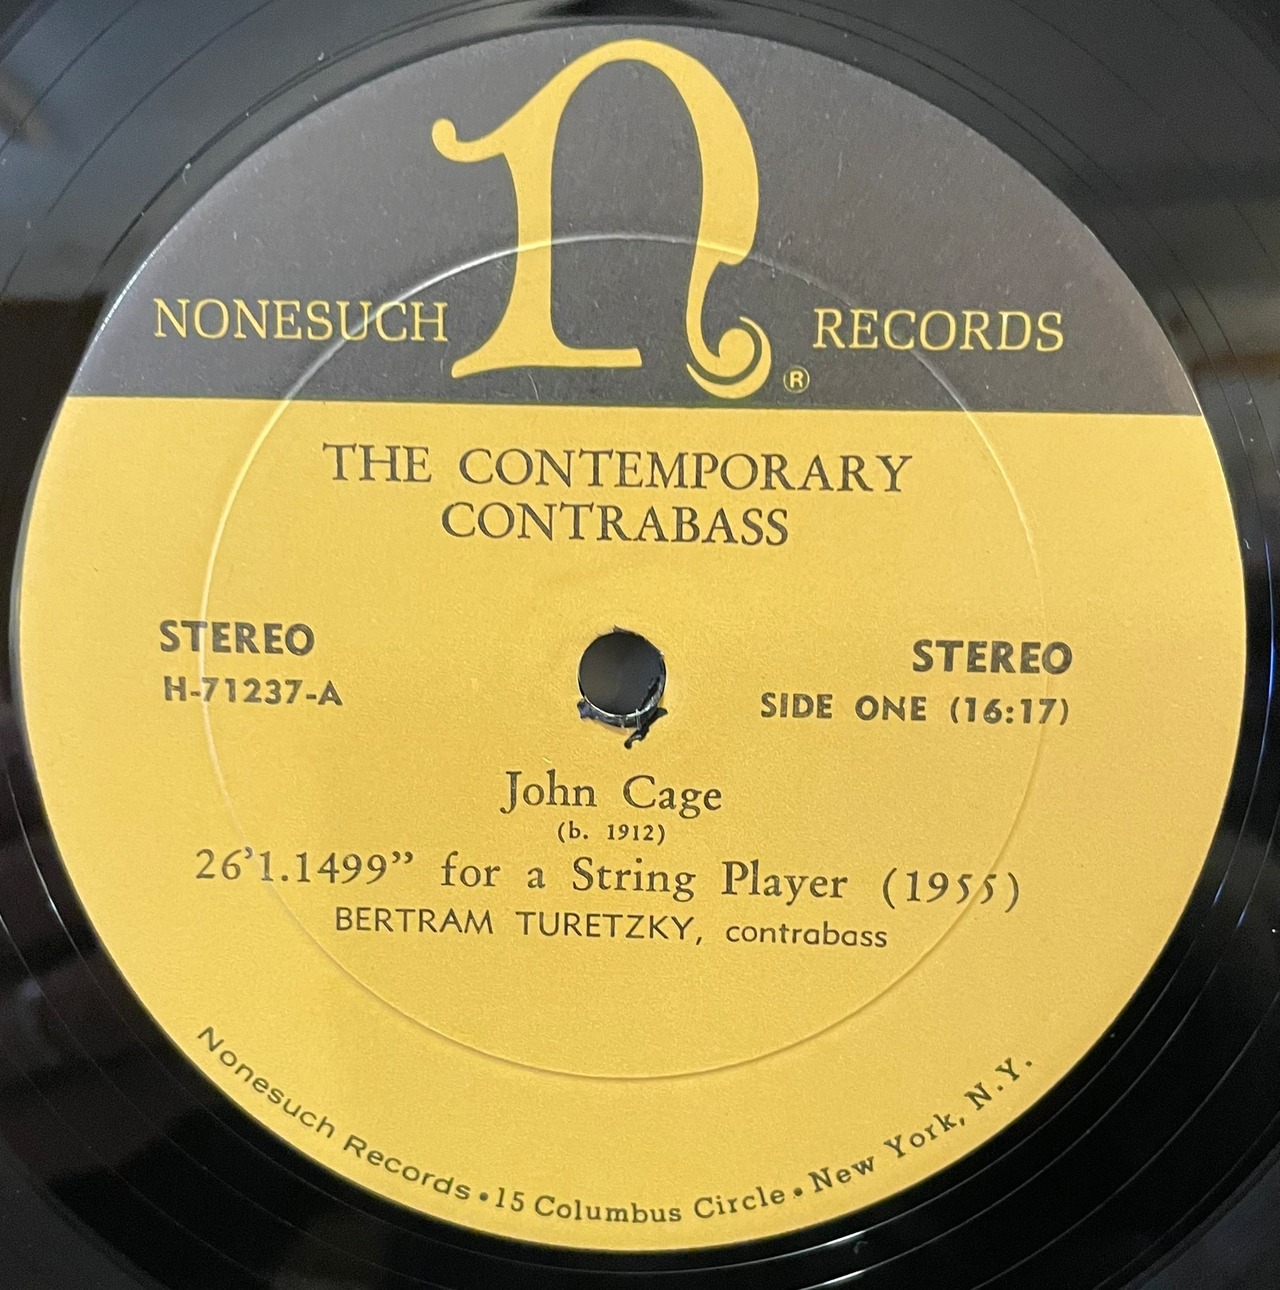 n
NONESUCH RECORDS ®
THE CONTEMPORARY
CONTRABASS
STEREO
H-71237-A
STEREO
SIDE ONE (16:17)
John Cage
(b. 1912)
26’1.1499” for a String Player (1955)
BERTRAM TURETZKY, contrabass
Nonesuch Records • 15 Columbus Circle • New York, N.Y.